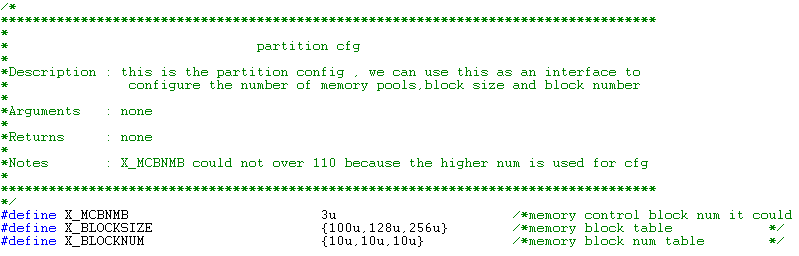 /*
*********************************************************************************
*
*                               partition cfg
*
*Description : this is the partition config , we can use this as an interface to
*               configure the number of memory pools,block size and block number
*
*Arguments   : none
*
*Returns     : none
*
*Notes       : X_MCBNMB could not over 110 because the higher num is used for cfg
*
*********************************************************************************
*/
#define X_MCBNMB                        3u                      /*memory control block num it could
#define X_BLOCKSIZE                     {100u,128u,256u}        /*memory block table            */
#define X_BLOCKNUM                      {10u,10u,10u}           /*memory block num table        */